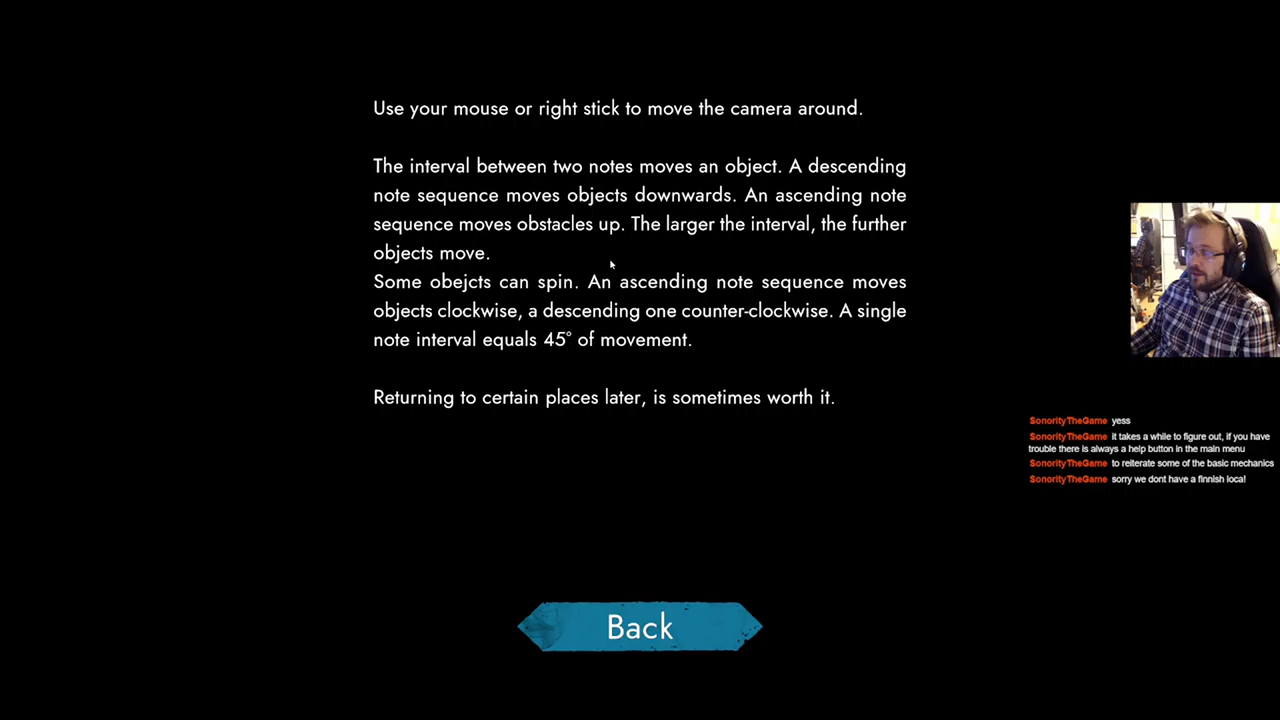 Use your mouse or right stick to move the camera around.
The interval between two notes moves an object. A descending
note sequence moves objects downwards. An ascending note
sequence moves obstacles up. The larger the interval, the further
objects move.
Some obejcts can spin. An ascending note sequence moves
objects clockwise, a descending one counter-clockwise. A single
note interval equals 45° of movement.
Returning to certain places later, is sometimes worth it.
SonorityTheGame yess
SonorityTheGame it takes a while to figure out, if you have
trouble there is always a help button in the main menu
SonorityTheGame to reiterate some of the basic mechanics
SonorityTheGame sorry we dont have a finnish loca!
Back